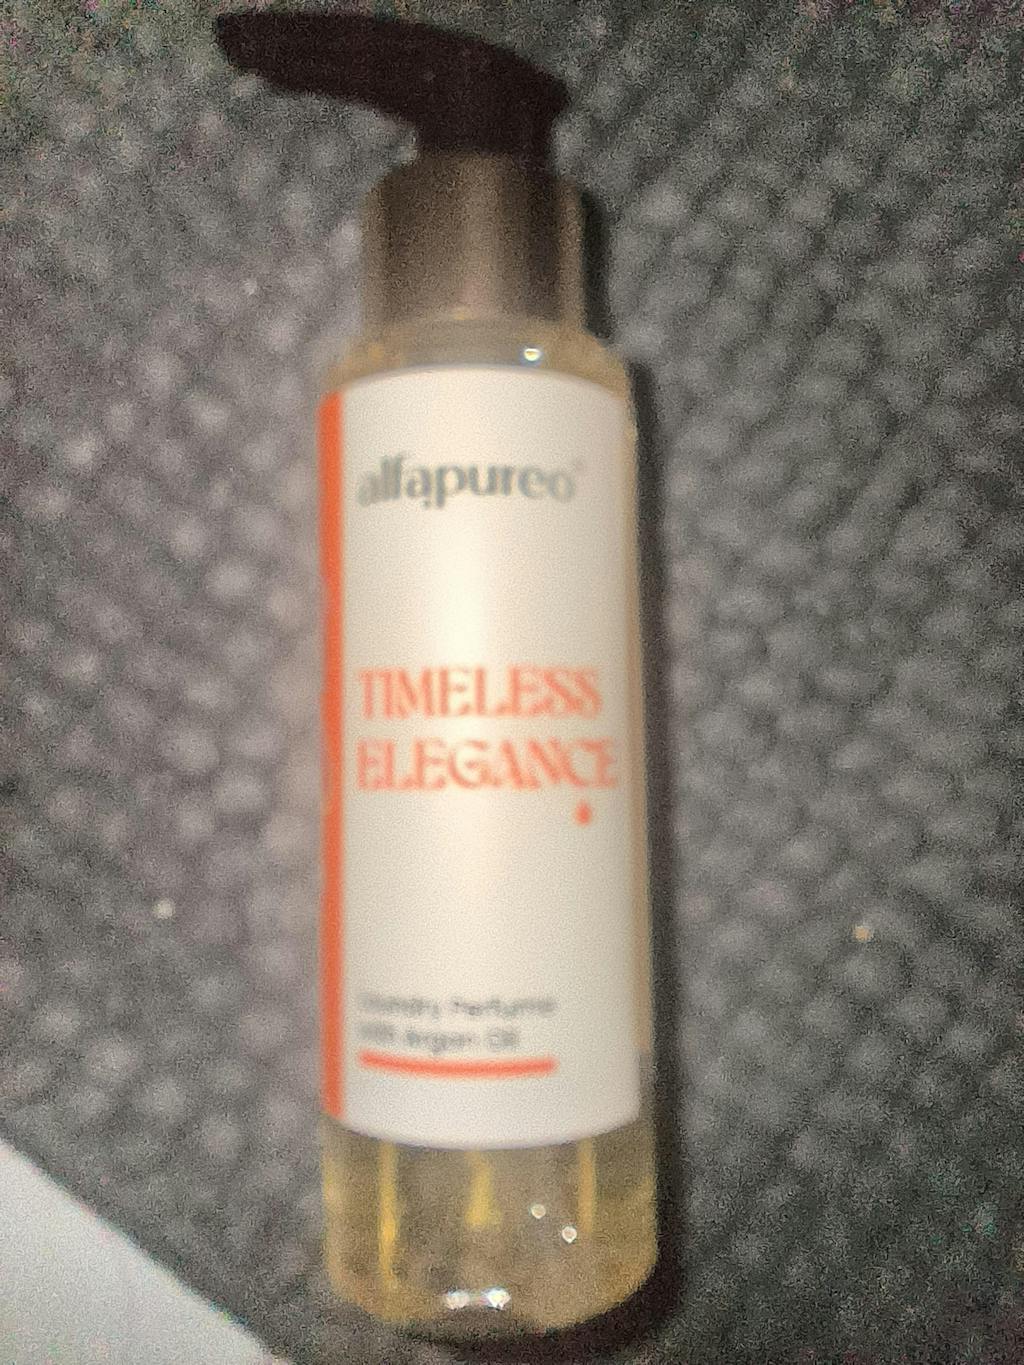 alfapureo
TIMELESS
ELEGANCE
Laundry Perfume
With Argan Oil